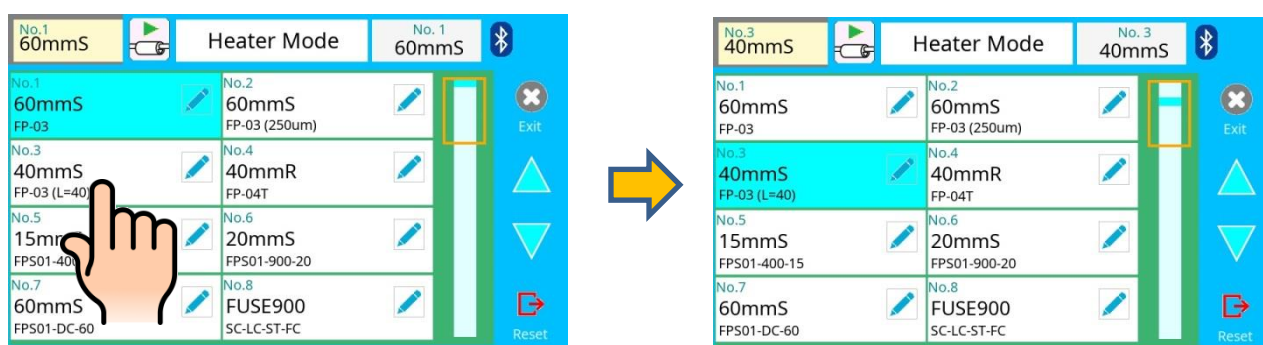 No.1
60mmS
Heater Mode
No. 1
60mmS
No.1
60mmS
FP-03
No.2
60mmS
FP-03 (250um)
Exit
No.3
40mmS
FP-03 (L=40)
No.4
40mmR
FP-04T
No.5
No.6
20mmS
FPS01-900-20
No.7
60mmS
FPS01-DC-60
No.8
FUSE900
SC-LC-ST-FC
Reset
No.3
40mmS
Heater Mode
No. 3
40mmS
No.1
60mmS
FP-03
No.2
60mmS
FP-03 (250um)
Exit
No.3
40mmS
FP-03 (L=40)
No.4
40mmR
FP-04T
No.5
15mmS
FPS01-400-15
No.6
20mmS
FPS01-900-20
No.7
60mmS
FPS01-DC-60
No.8
FUSE900
SC-LC-ST-FC
Reset